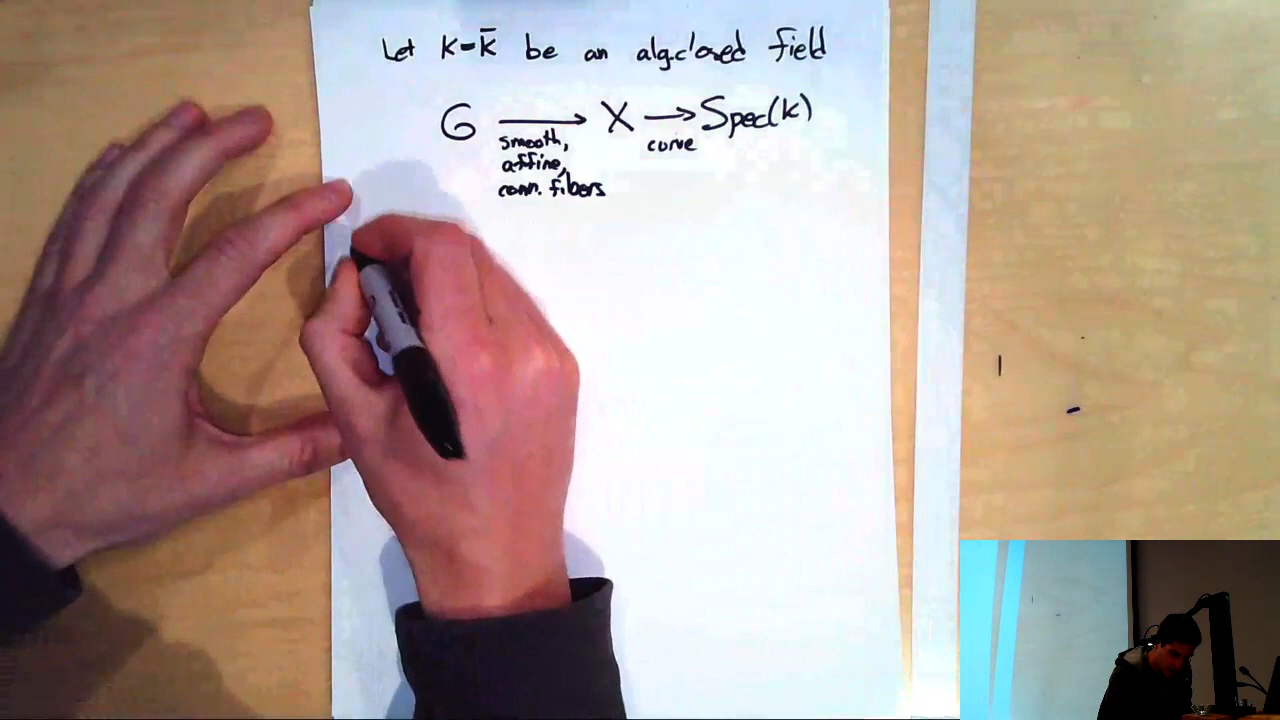 Let k=k̄ be an alg.closed field
G → X → Spec(k)
smooth, curve
affine,
conn. fibers